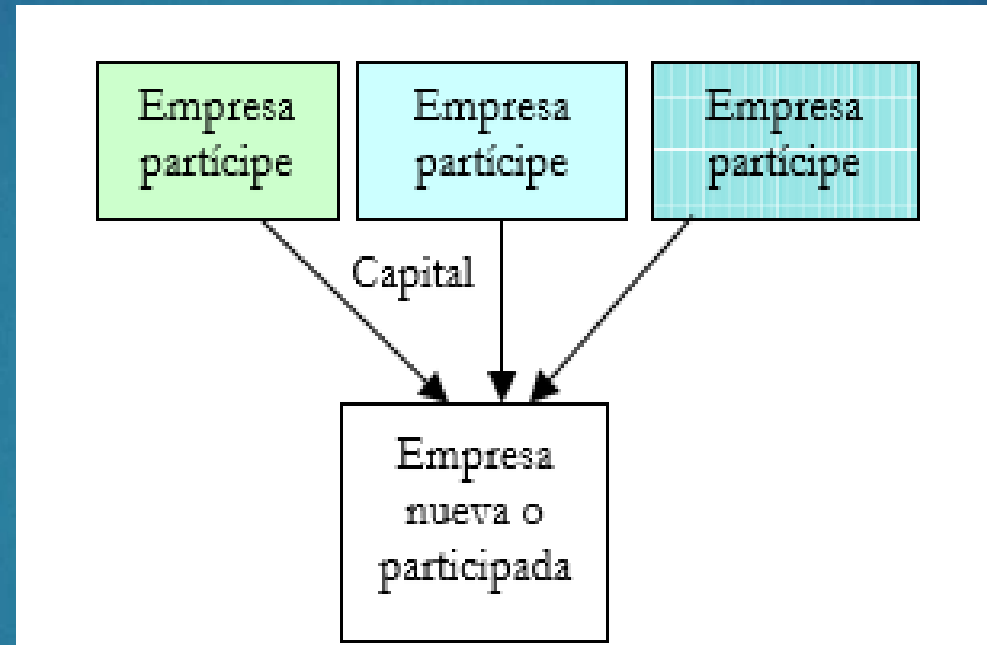 Empresa
partícipe
Empresa
partícipe
Empresa
partícipe
Capital
Empresa
nueva o
participada